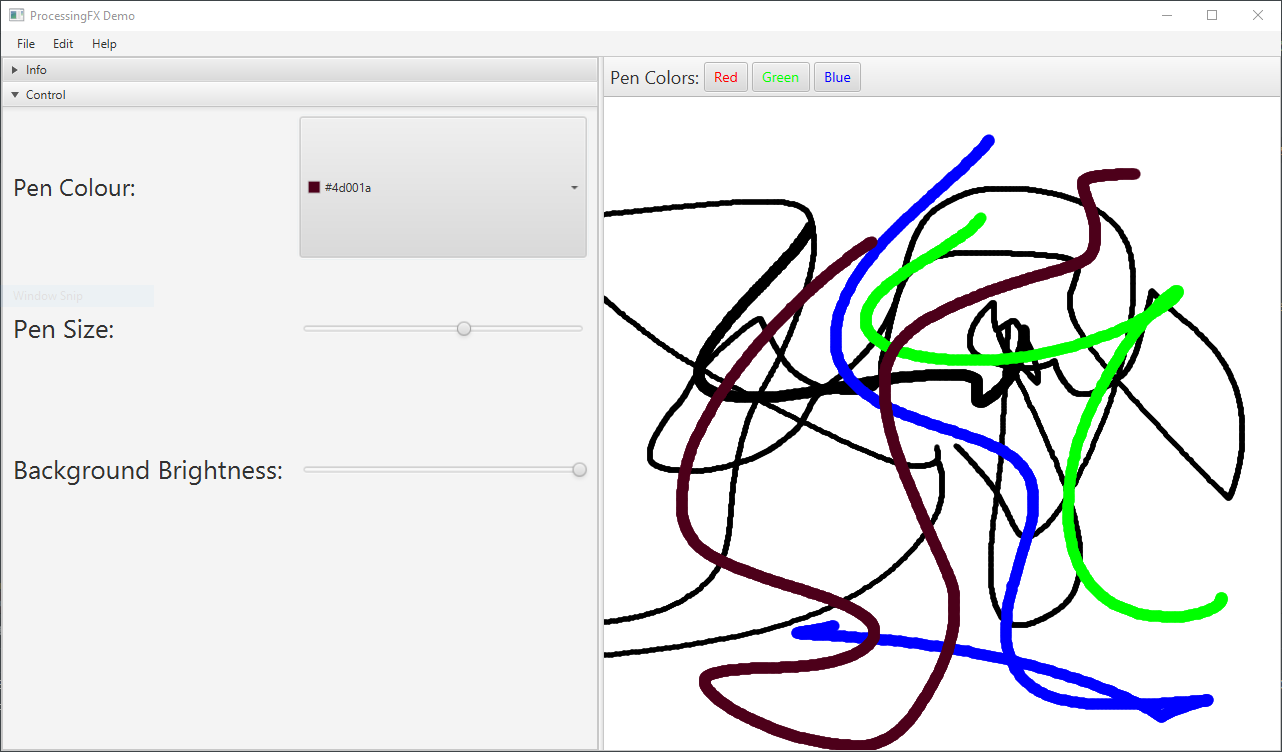 ProcessingFX Demo
File Edit Help
Info
Control
Pen Colors: Red Green Blue
Pen Colour: #4d001a
Window Snip
Pen Size:
Background Brightness: